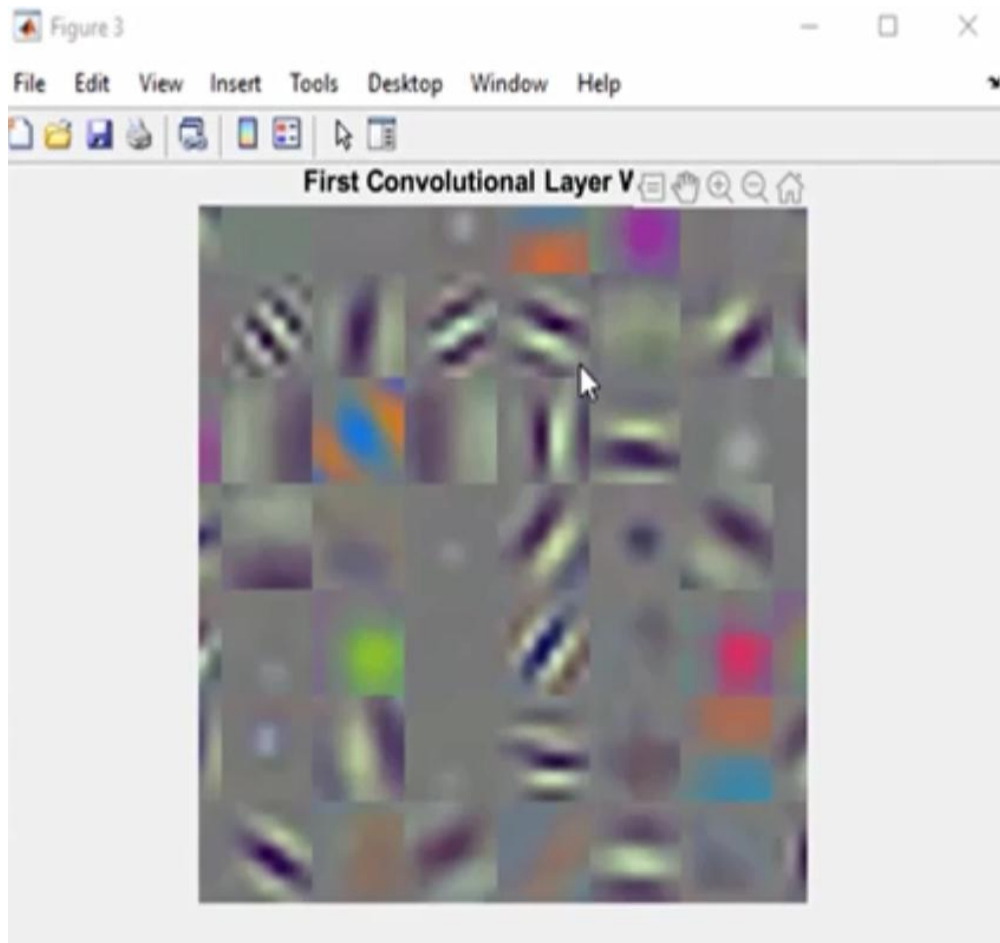 Figure 3
File Edit View Insert Tools Desktop Window Help
First Convolutional Layer V